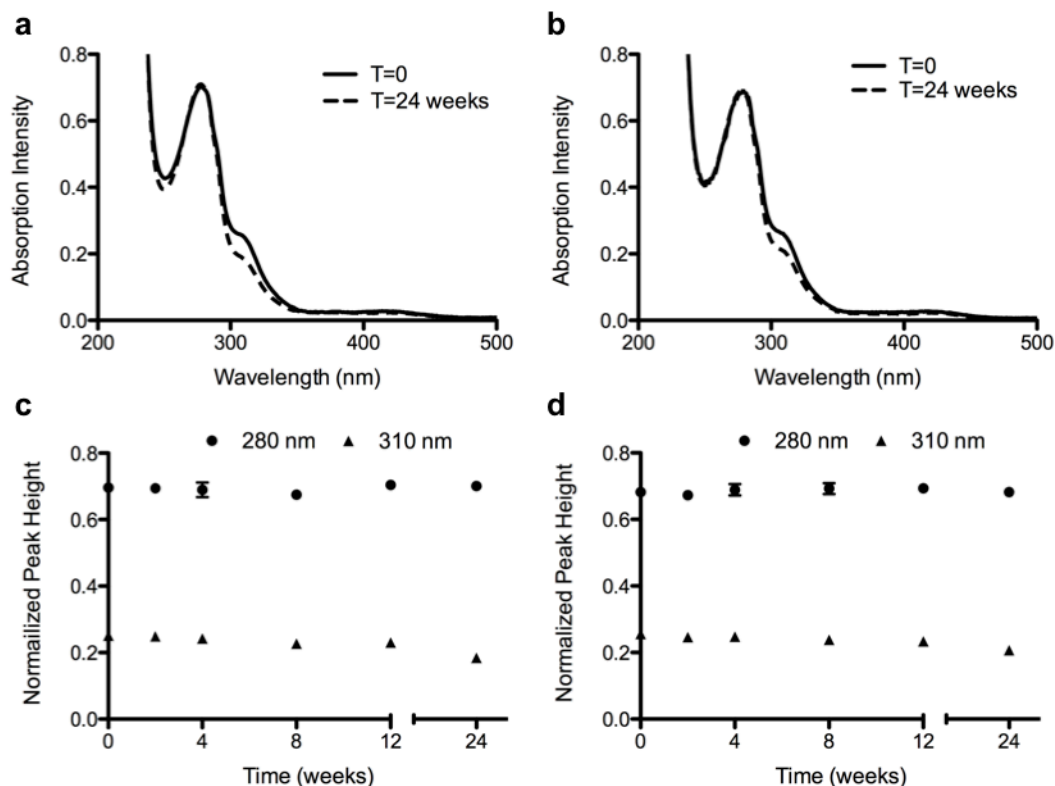 a
0.8
0.6
0.4
0.2
0.0
Absorption Intensity
T=0
T=24 weeks
200
300
400
500
Wavelength (nm)
b
0.8
0.6
0.4
0.2
0.0
Absorption Intensity
T=0
T=24 weeks
200
300
400
500
Wavelength (nm)
c
280 nm
310 nm
0.8
0.6
0.4
0.2
0.0
Normailized Peak Height
0
4
8
12
24
Time (weeks)
d
280 nm
310 nm
0.8
0.6
0.4
0.2
0.0
Normalized Peak Height
0
4
8
12
24
Time (weeks)